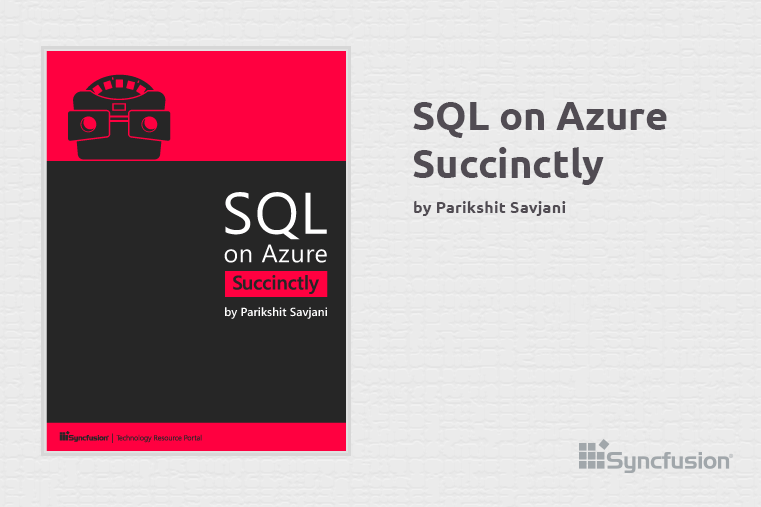 SQL
on Azure
Succinctly
by Parikshit Savjani
Syncfusion® | Technology Resource Portal
SQL on Azure
Succinctly
by Parikshit Savjani
Syncfusion®